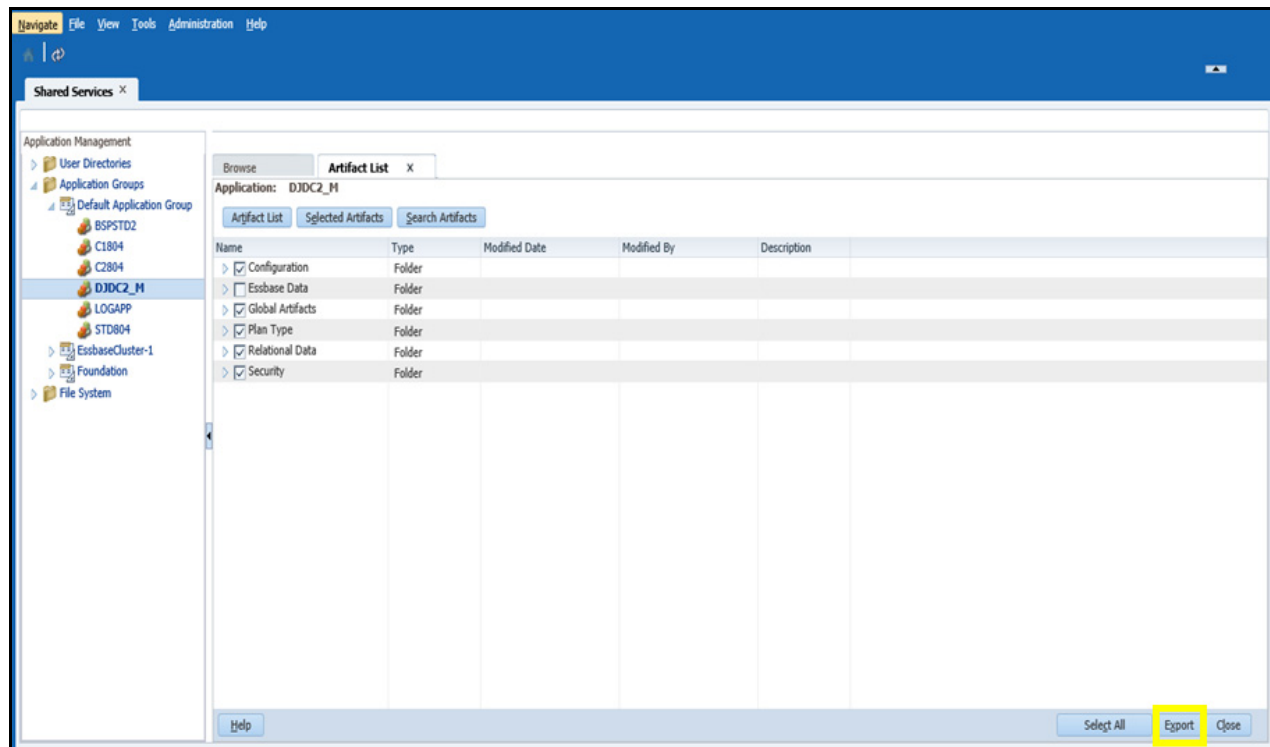 Navigate File View Tools Administration Help
Shared Services X
Application Management
User Directories
Application Groups
Default Application Group
BSPSTD2
C1804
C2804
DJDC2_M
LOGAPP
STD804
EssbaseCluster-1
Foundation
File System
Browse Artifact List X
Application: DJDC2_M
Artifact List Selected Artifacts Search Artifacts
Name Type Modified Date Modified By Description
Configuration Folder
Essbase Data Folder
Global Artifacts Folder
Plan Type Folder
Relational Data Folder
Security Folder
Help Select All Export Close